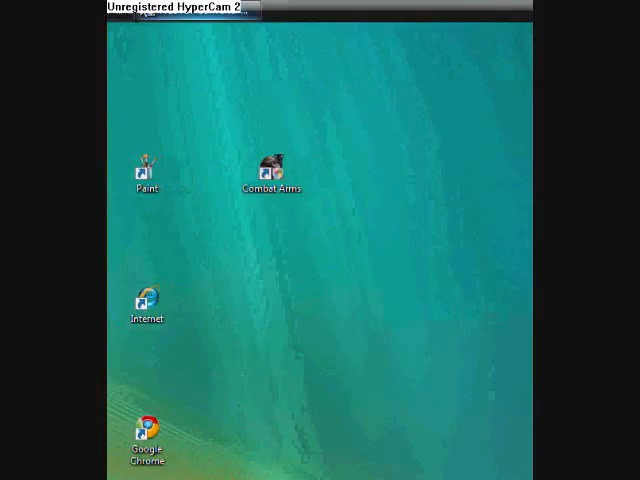 Unregistered HyperCam 2
Paint
Combat Arms
Internet
Google
Chrome